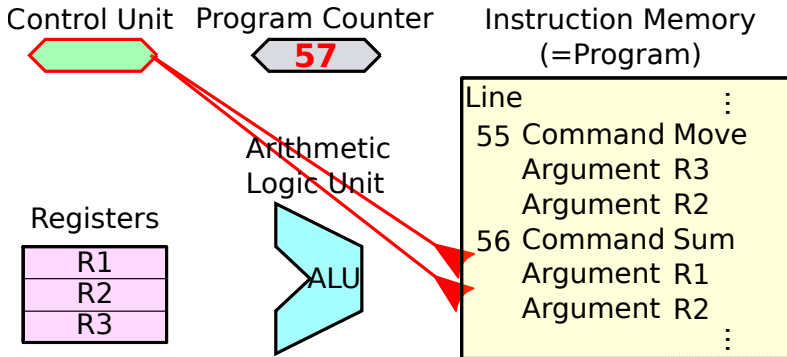 Control Unit
Program Counter
57
Instruction Memory
(=Program)
Line ⋮
55 Command Move
Argument R3
Argument R2
56 Command Sum
Argument R1
Argument R2
⋮
Arithmetic
Logic Unit
ALU
Registers
R1
R2
R3